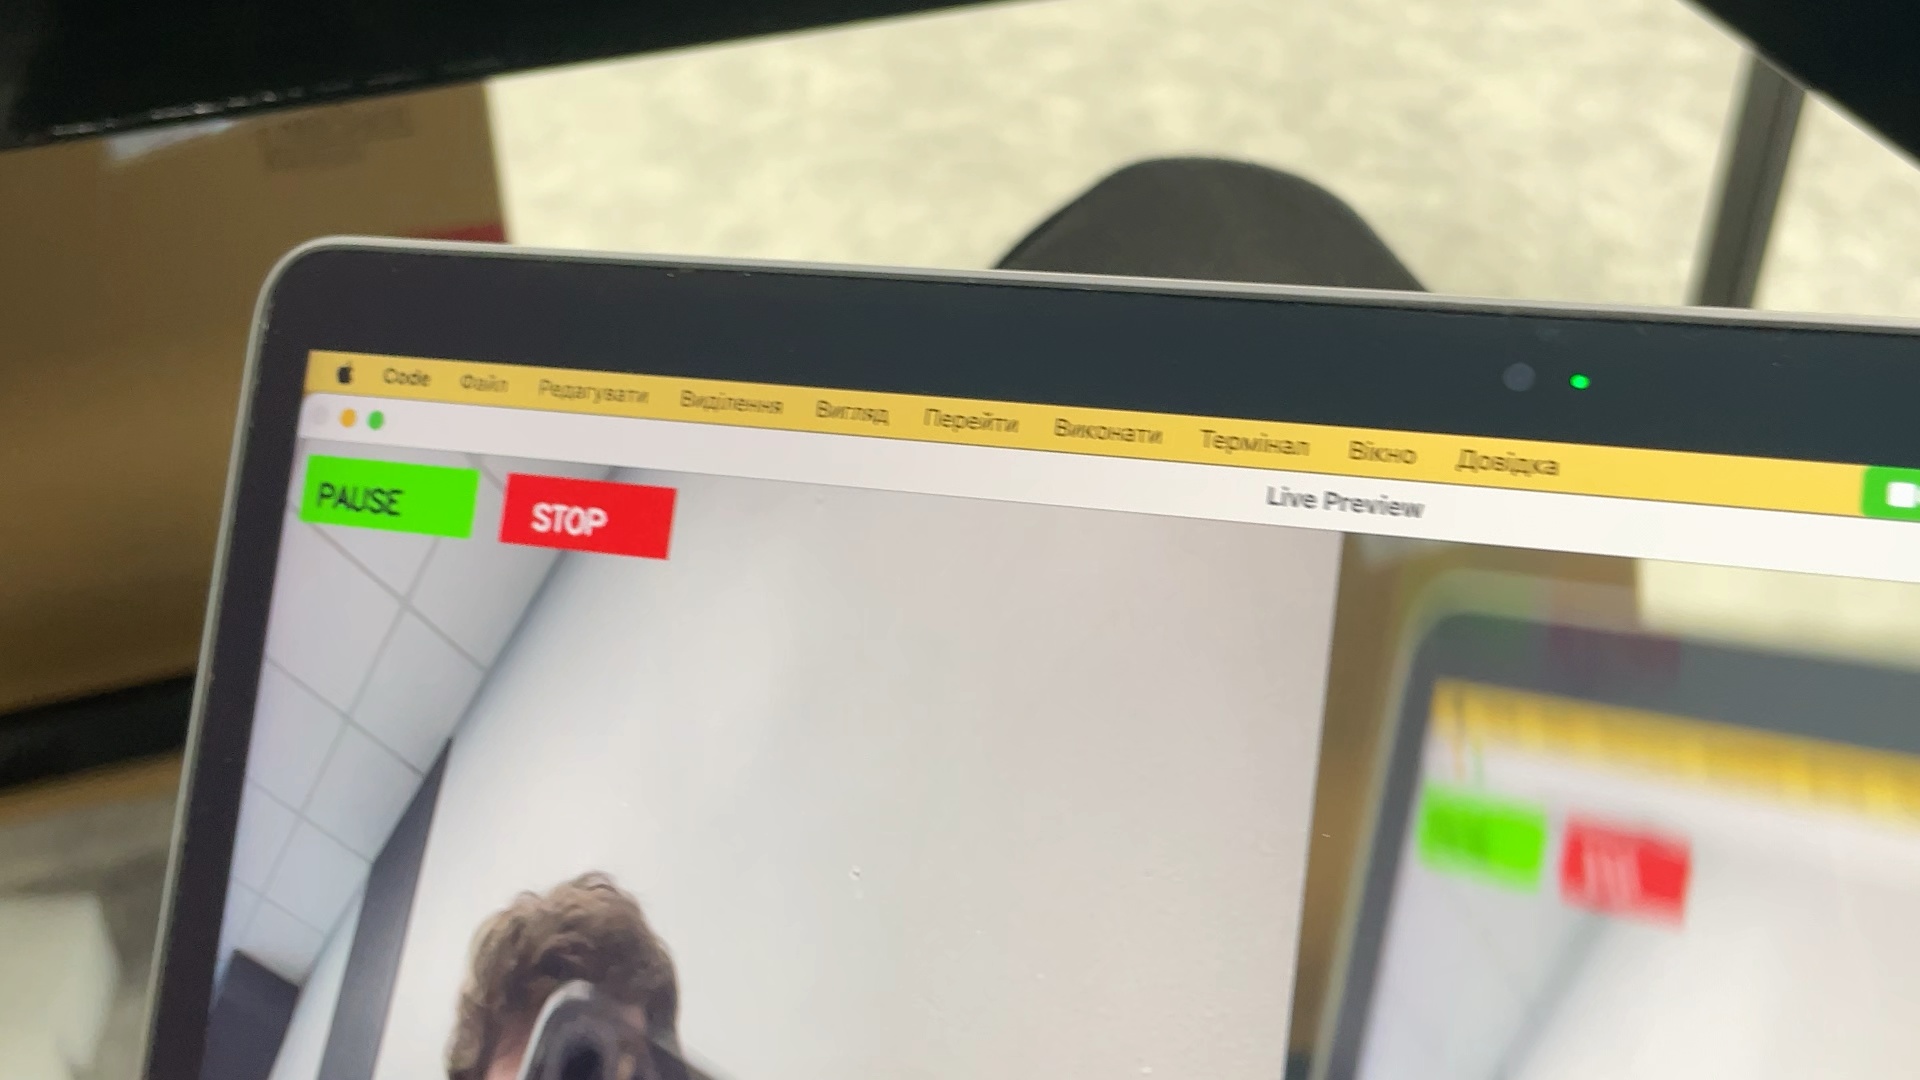 Code Файл Редагувати Виділення Вигляд Перейти Виконати Термінал Вікно Довідка
Live Preview
PAUSE STOP